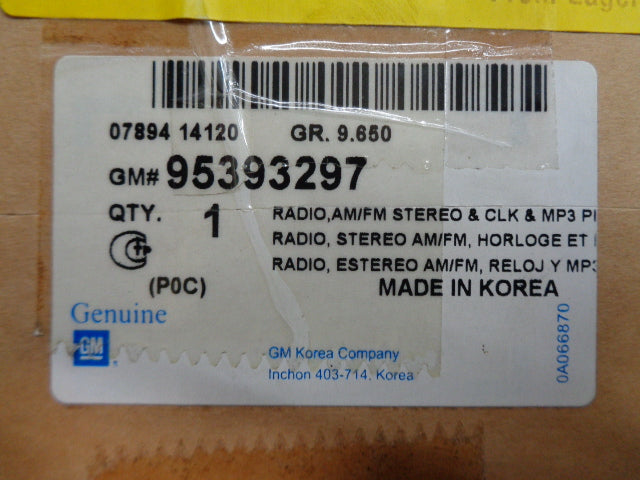 07894 14120 GR. 9.650
GM# 95393297
QTY. 1
RADIO,AM/FM STEREO & CLK & MP3
RADIO, STEREO AM/FM, HORLOGE ET
RADIO, ESTEREO AM/FM, RELOJ Y MP3
(P0C)
MADE IN KOREA
Genuine
GM
GM Korea Company
Inchon 403-714, Korea
0A066870